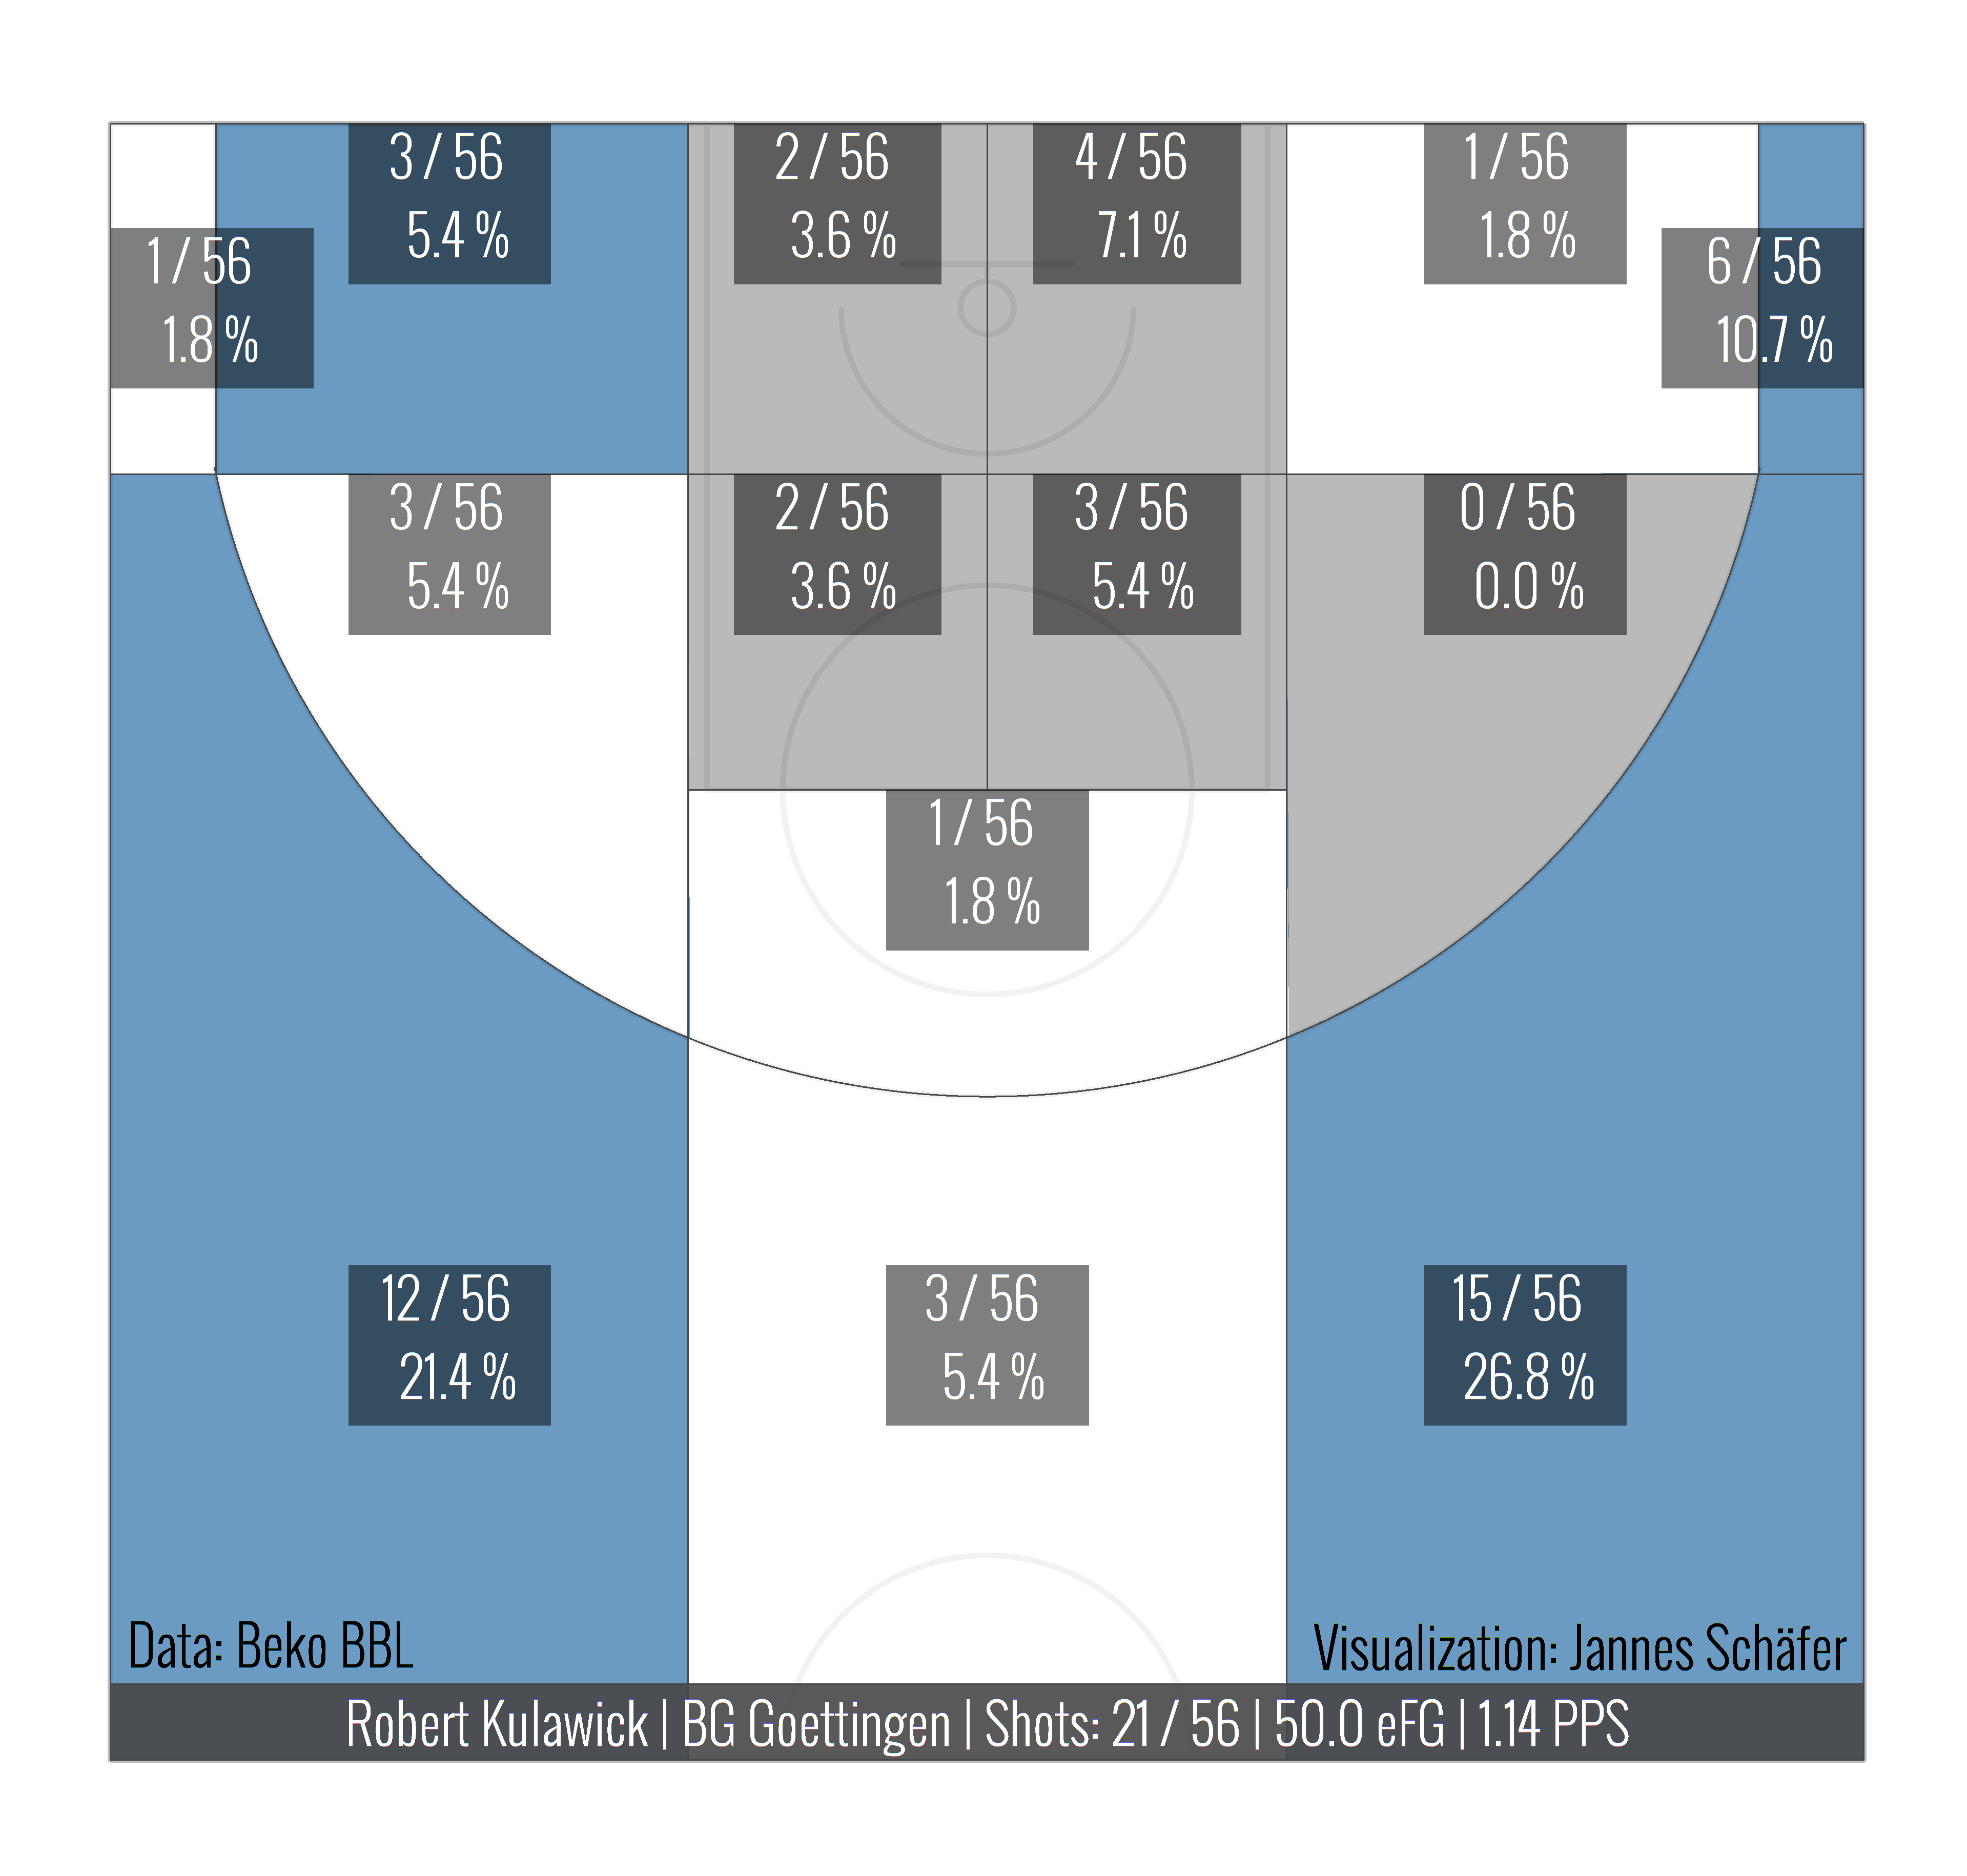 3 / 56
5.4 %
2 / 56
3.6 %
4 / 56
7.1 %
1 / 56
1.8 %
1 / 56
1.8 %
6 / 56
10.7 %
3 / 56
5.4 %
2 / 56
3.6 %
3 / 56
5.4 %
0 / 56
0.0 %
1 / 56
1.8 %
12 / 56
21.4 %
3 / 56
5.4 %
15 / 56
26.8 %
Data: Beko BBL
Visualization: Jannes Schäfer
Robert Kulawick | BG Goettingen | Shots: 21 / 56 | 50.0 eFG | 1.14 PPS